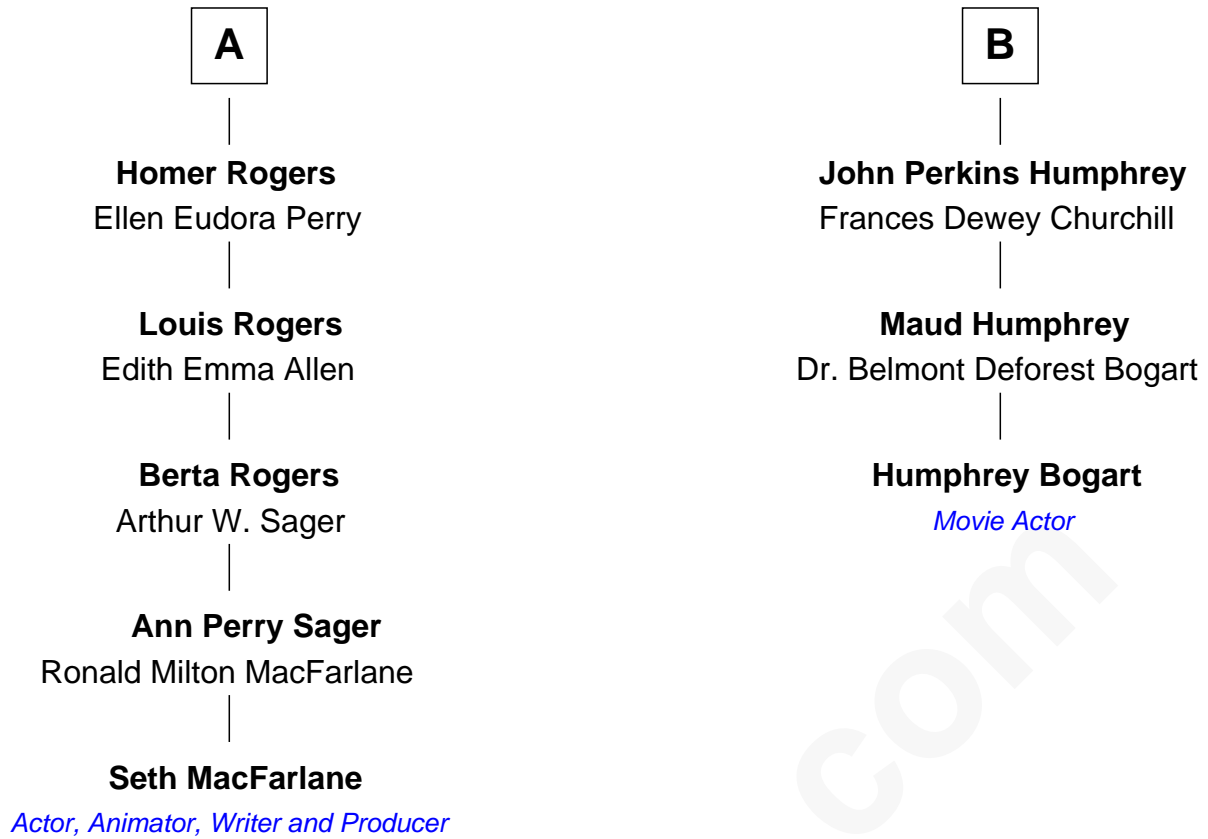 A
Homer Rogers
Ellen Eudora Perry
Louis Rogers
Edith Emma Allen
Berta Rogers
Arthur W. Sager
Ann Perry Sager
Ronald Milton MacFarlane
Seth MacFarlane
Actor, Animator, Writer and Producer
B
John Perkins Humphrey
Frances Dewey Churchill
Maud Humphrey
Dr. Belmont Deforest Bogart
Humphrey Bogart
Movie Actor
com